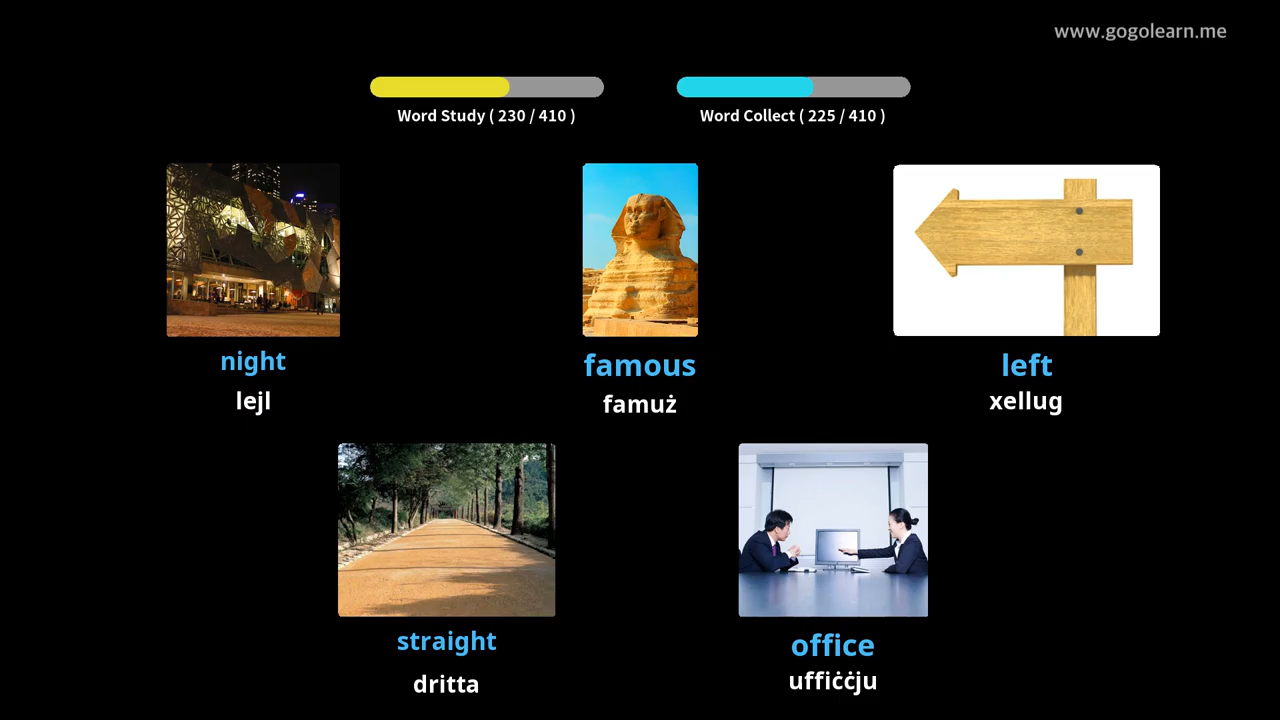 www.gogolearn.me
Word Study ( 230 / 410 )
Word Collect ( 225 / 410 )
night
lejl
famous
famuż
left
xellug
straight
dritta
office
uffiċċju